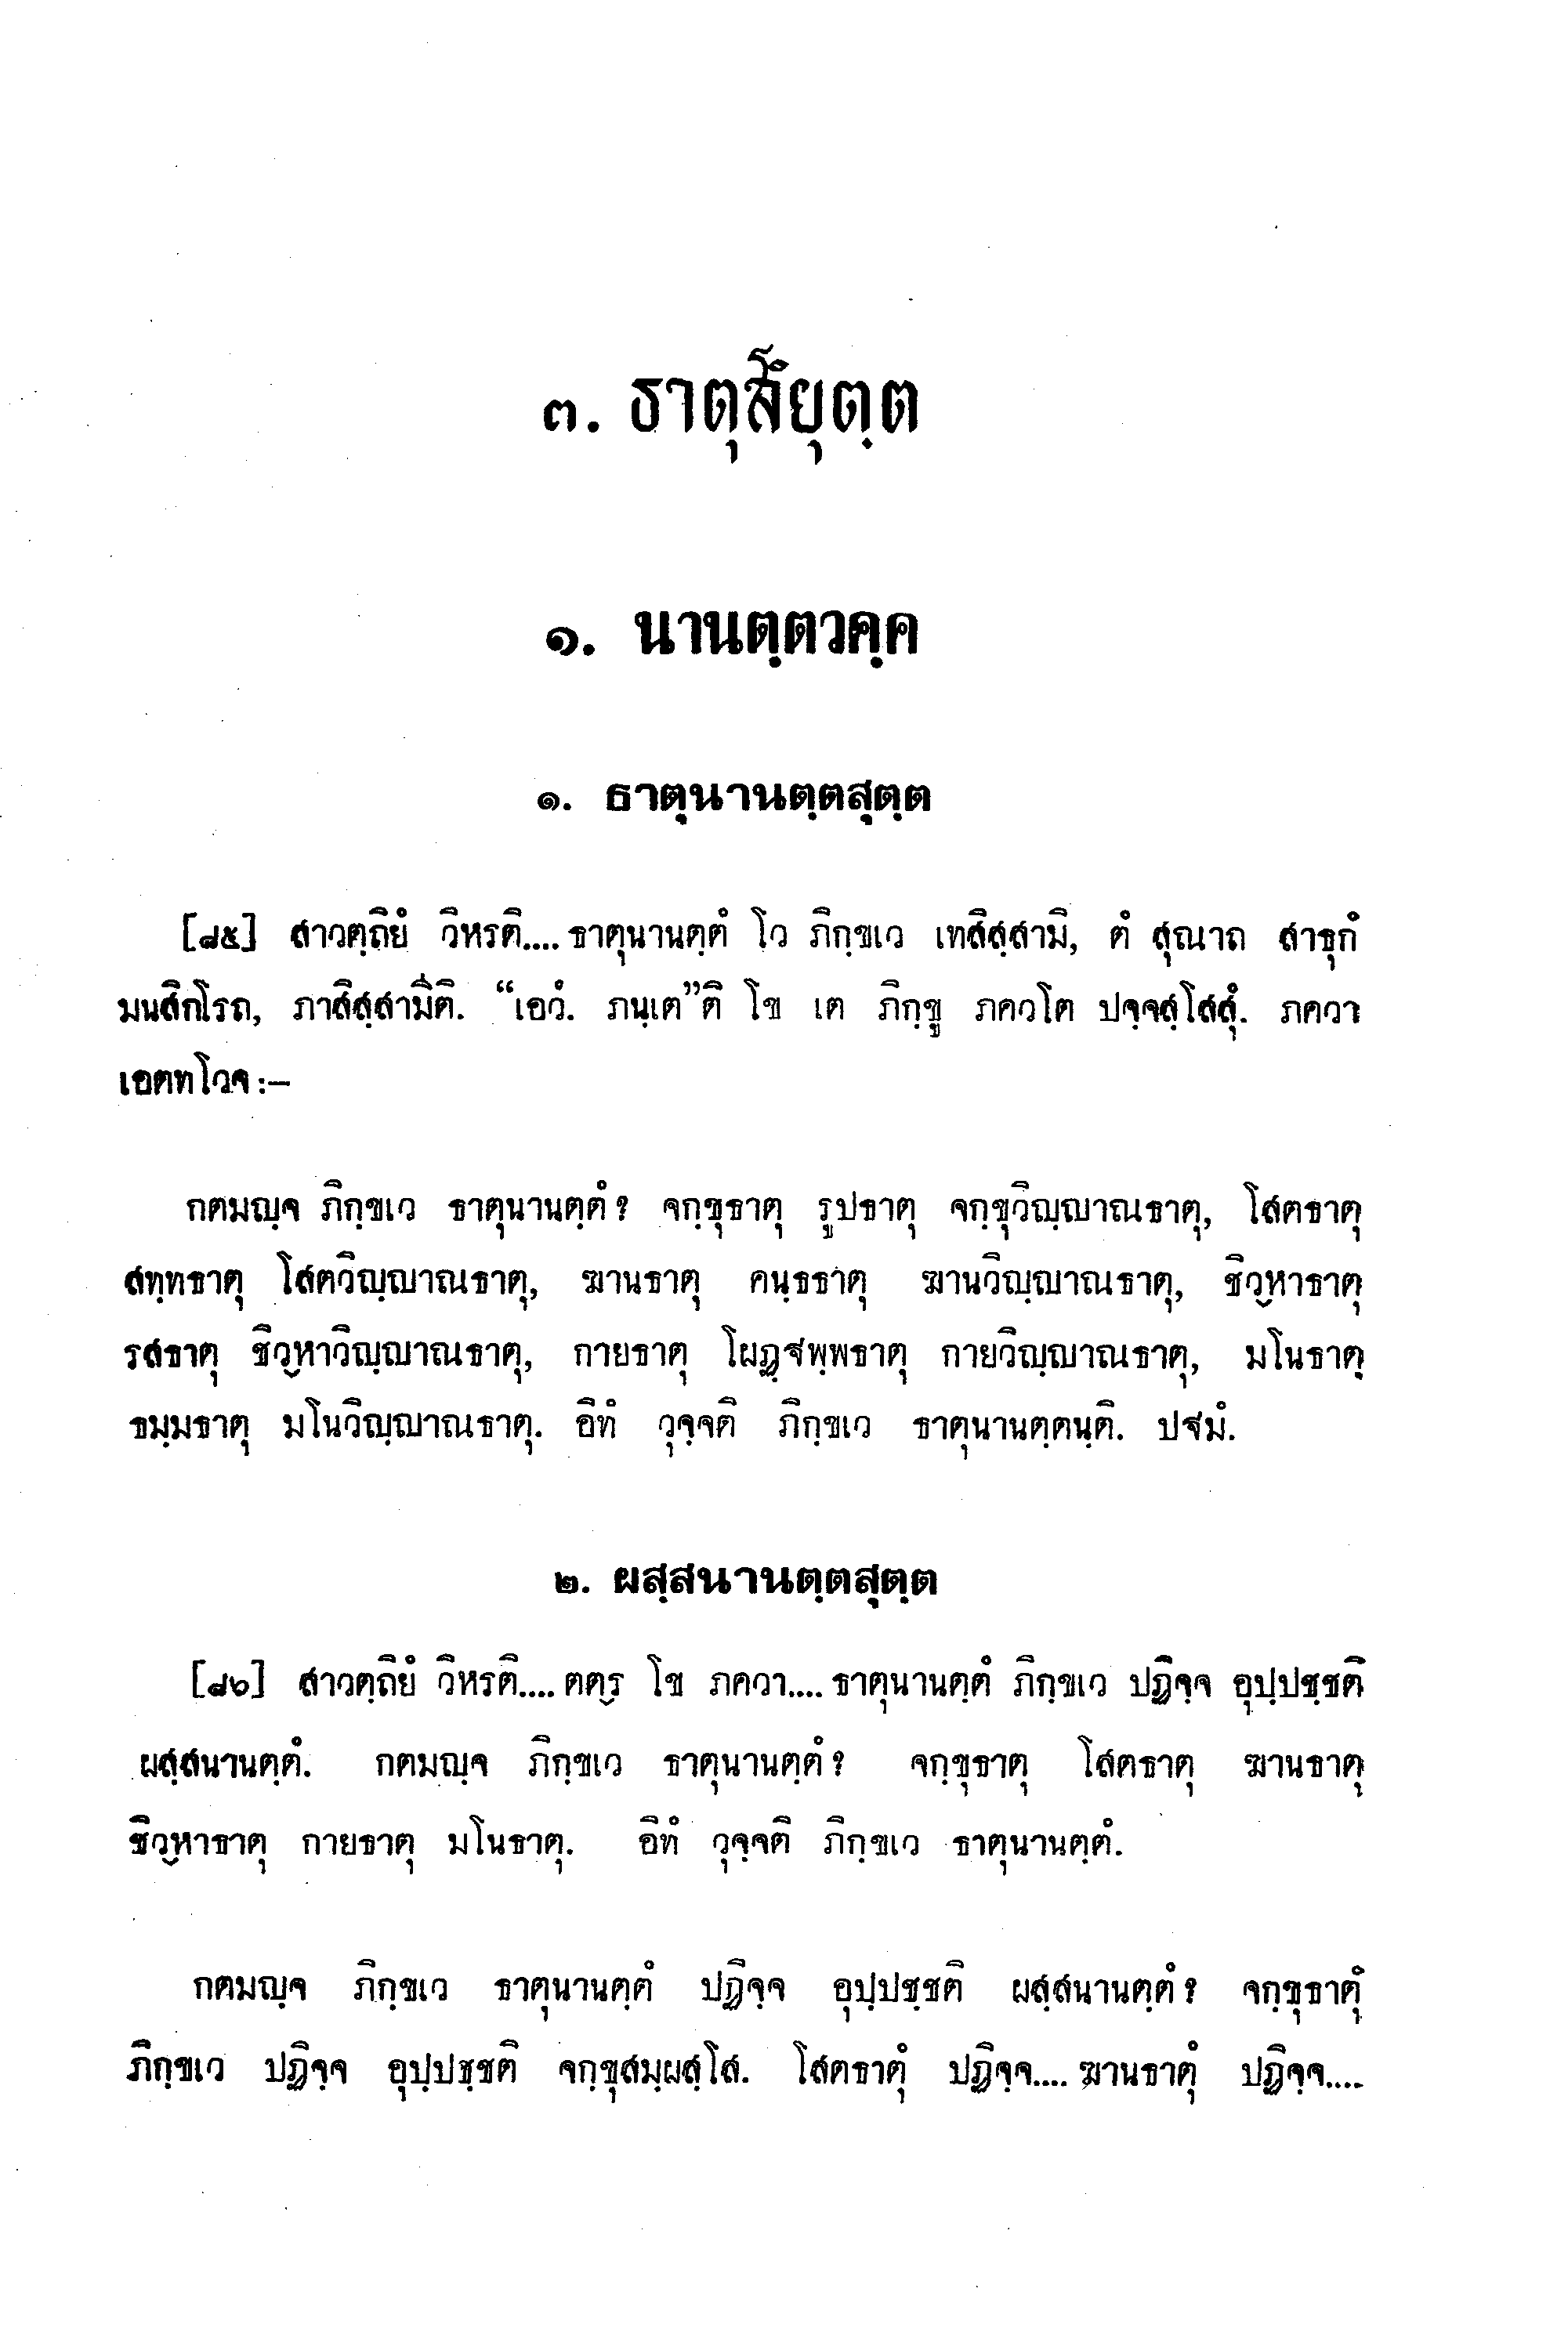 ๓. ธาตุสํยุตฺต
๑. นานตฺตวคฺค
๑. ธาตุนานตฺตสุตฺต
[๘๕] สาวตฺถิยํ วิหรติ.... ธาตุนานตฺตํ โว ภิกฺขเว เทสิสฺสามิ, ตํ สุณาถ สาธุกํ
มนสิกโรถ, ภาสิสฺสามีติ. “เอวํ. ภนฺเต”ติ โข เต ภิกฺขู ภควโต ปจฺจสฺโสสุํ. ภควา
เอตทโวจ :–
กตมญฺจ ภิกฺขเว ธาตุนานตฺตํ? จกฺขุธาตุ รูปธาตุ จกฺขุวิญฺญาณธาตุ, โสตธาตุ
สทฺทธาตุ โสตวิญฺญาณธาตุ, ฆานธาตุ คนฺธธาตุ ฆานวิญฺญาณธาตุ, ชิวฺหาธาตุ
รสธาตุ ชิวฺหาวิญฺญาณธาตุ, กายธาตุ โผฏฺฐพฺพธาตุ กายวิญฺญาณธาตุ, มโนธาตุ
ธมฺมธาตุ มโนวิญฺญาณธาตุ. อิทํ วุจฺจติ ภิกฺขเว ธาตุนานตฺตนฺติ. ปฐมํ.
๒. ผสฺสนานตฺตสุตฺต
[๘๖] สาวตฺถิยํ วิหรติ.... ตตฺร โข ภควา.... ธาตุนานตฺตํ ภิกฺขเว ปฏิจฺจ อุปฺปชฺชติ
ผสฺสนานตฺตํ. กตมญฺจ ภิกฺขเว ธาตุนานตฺตํ? จกฺขุธาตุ โสตธาตุ ฆานธาตุ
ชิวฺหาธาตุ กายธาตุ มโนธาตุ. อิทํ วุจฺจติ ภิกฺขเว ธาตุนานตฺตํ.
กตมญฺจ ภิกฺขเว ธาตุนานตฺตํ ปฏิจฺจ อุปฺปชฺชติ ผสฺสนานตฺตํ? จกฺขุธาตุํ
ภิกฺขเว ปฏิจฺจ อุปฺปชฺชติ จกฺขุสมฺผสฺโส. โสตธาตุํ ปฏิจฺจ.... ฆานธาตุํ ปฏิจฺจ....